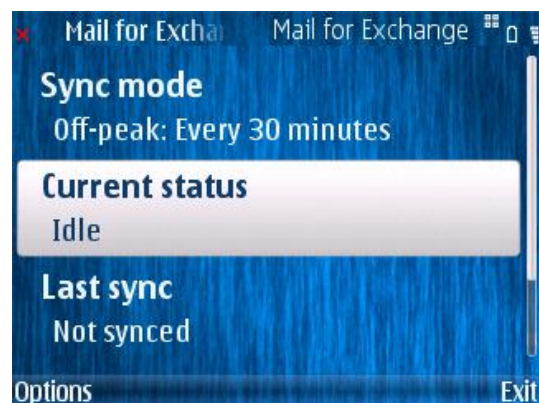 Mail for Excha Mail for Exchange
Sync mode
Off-peak: Every 30 minutes
Current status
Idle
Last sync
Not synced
Options Exit